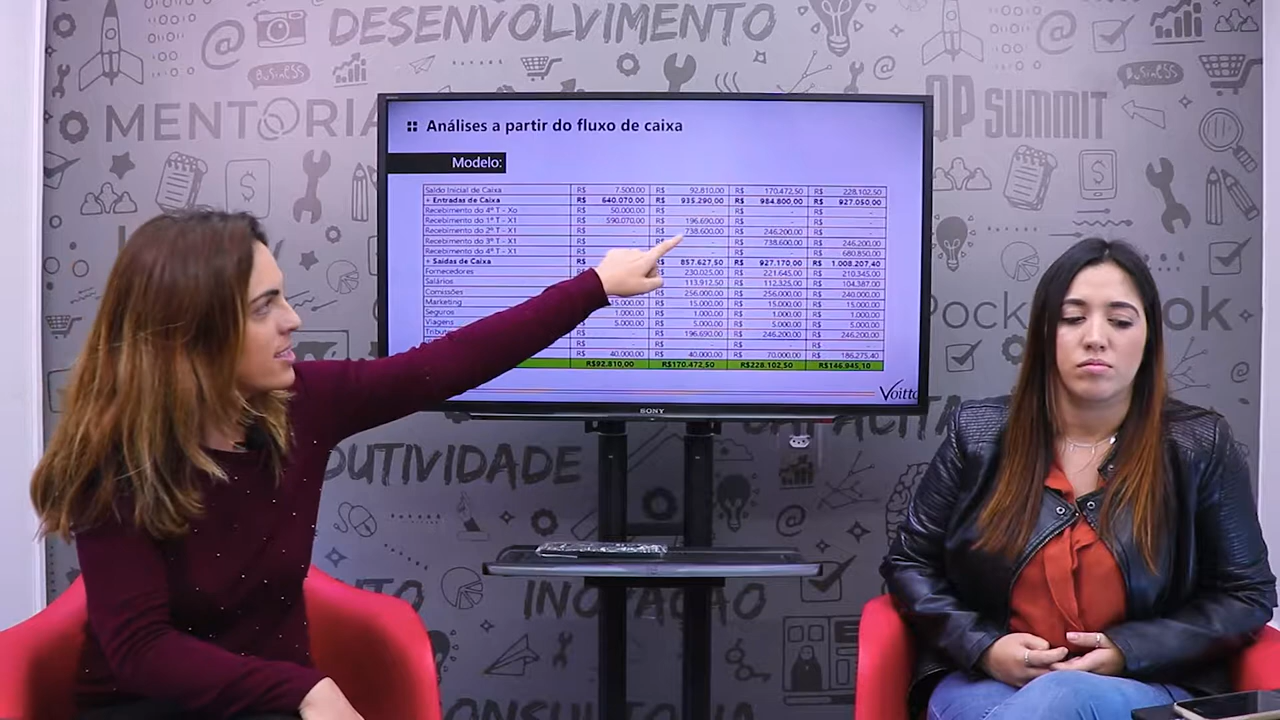 DESENVOLVIMENTO
BUSINESS
MENTORIA
QP SUMMIT
Análises a partir do fluxo de caixa
Modelo:
Saldo Inicial de Caixa R$ 7.500,00 R$ 92.810,00 R$ 170.472,50 R$ 228.102,50
+ Entradas de Caixa R$ 640.070,00 R$ 935.290,00 R$ 984.800,00 R$ 927.050,00
Recebimento do 4º T - Xo R$ 50.000,00 R$ - R$ - R$ -
Recebimento do 1º T - X1 R$ 590.070,00 R$ 196.690,00 R$ - R$ -
Recebimento do 2º T - X1 R$ - R$ 738.600,00 R$ 246.200,00 R$ -
Recebimento do 3º T - X1 R$ - R$ - R$ 738.600,00 R$ 246.200,00
Recebimento do 4º T - X1 R$ - R$ - R$ - R$ 680.850,00
+ Saídas de Caixa R$ R$ 857.627,50 R$ 927.170,00 R$ 1.008.207,40
Fornecedores R$ 230.025,00 R$ 221.645,00 R$ 210.345,00
Salários R$ 113.912,50 R$ 112.325,00 R$ 104.387,00
Comissões R$ 256.000,00 R$ 256.000,00 R$ 240.000,00
Marketing 15.000,00 R$ 15.000,00 R$ 15.000,00 R$ 15.000,00
Seguros 1.000,00 R$ 1.000,00 R$ 1.000,00 R$ 1.000,00
Viagens 5.000,00 R$ 5.000,00 R$ 5.000,00 R$ 5.000,00
R$ 196.690,00 R$ 246.200,00 R$ 246.200,00
R$ - R$ - R$ -
R$ 40.000,00 R$ 40.000,00 R$ 70.000,00 R$ 186.275,40
R$92.810,00 R$170.472,50 R$228.102,50 R$146.945,10
Voitto
SONY
Pock ok
CAPACITA
DUTIVIDADE
INOVAÇÃO
CONSULTORIA